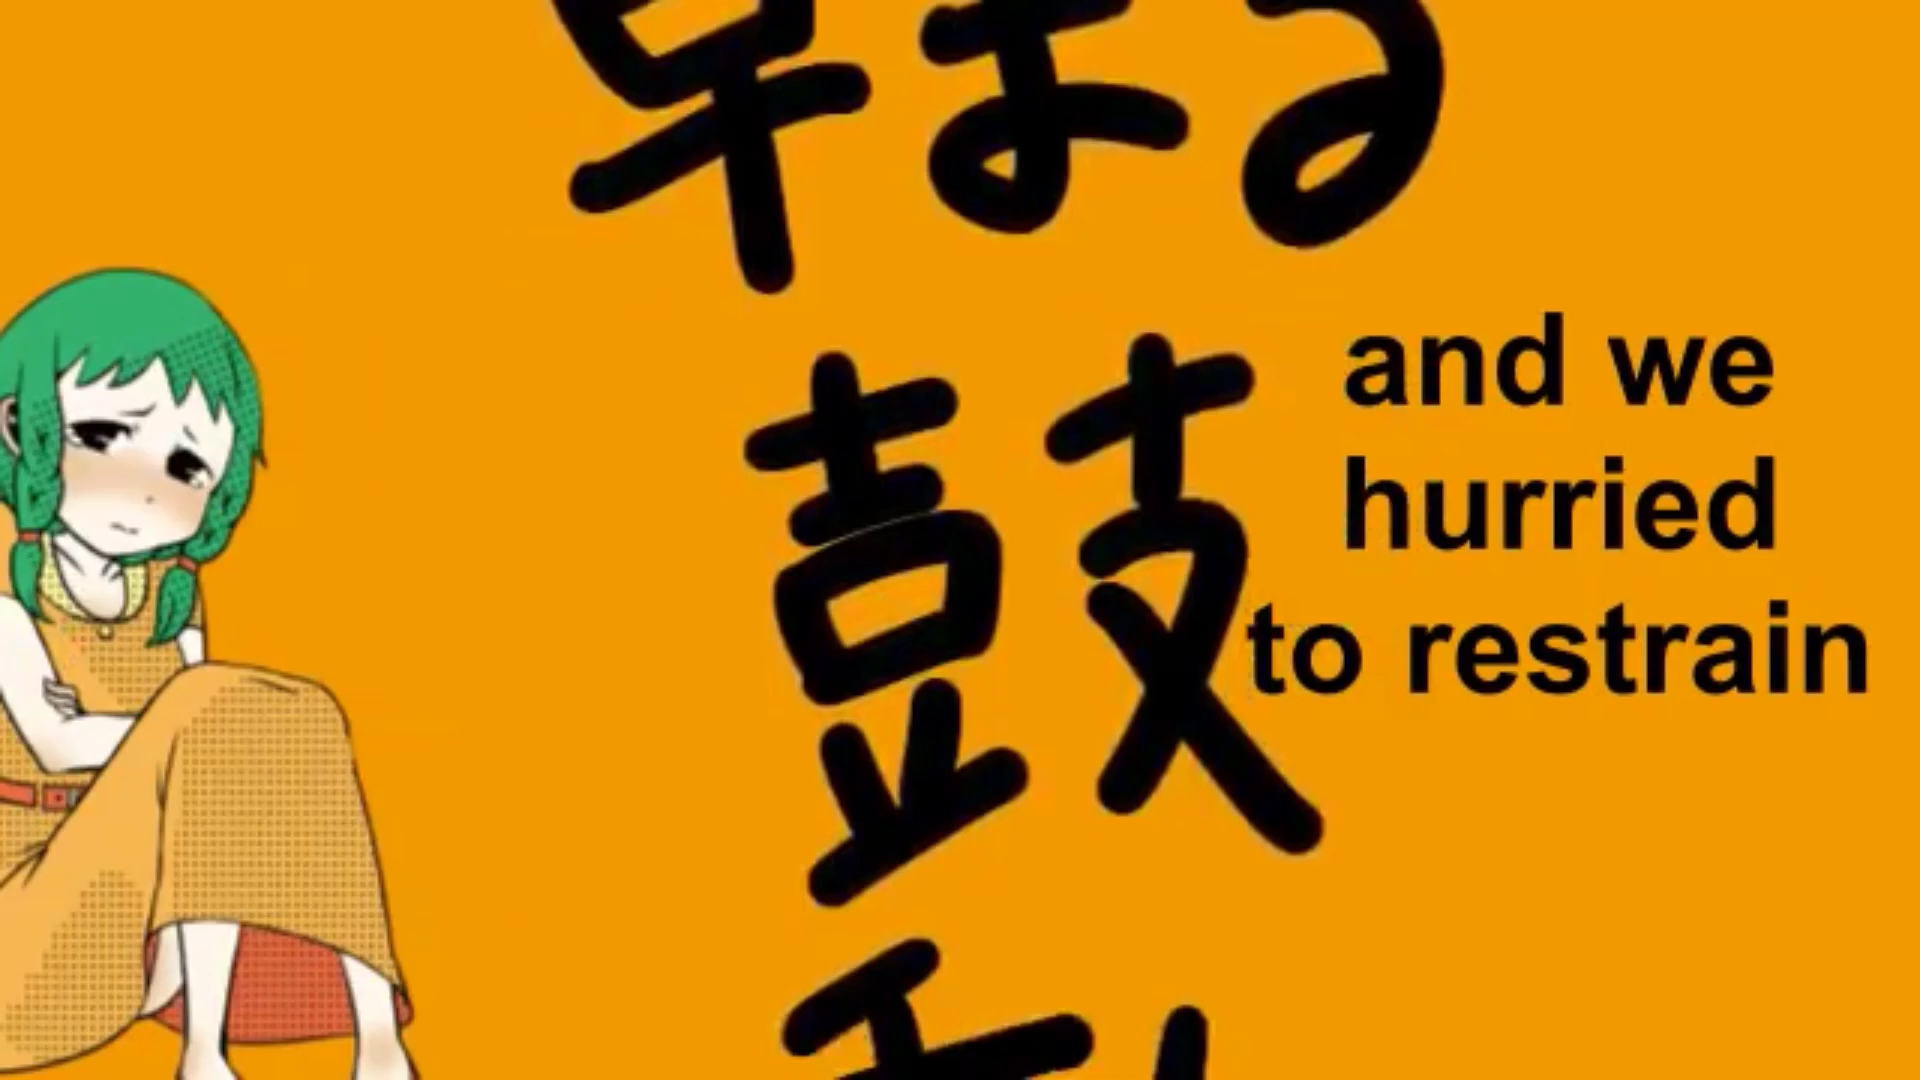 早まる
鼓
and we
hurried
to restrain